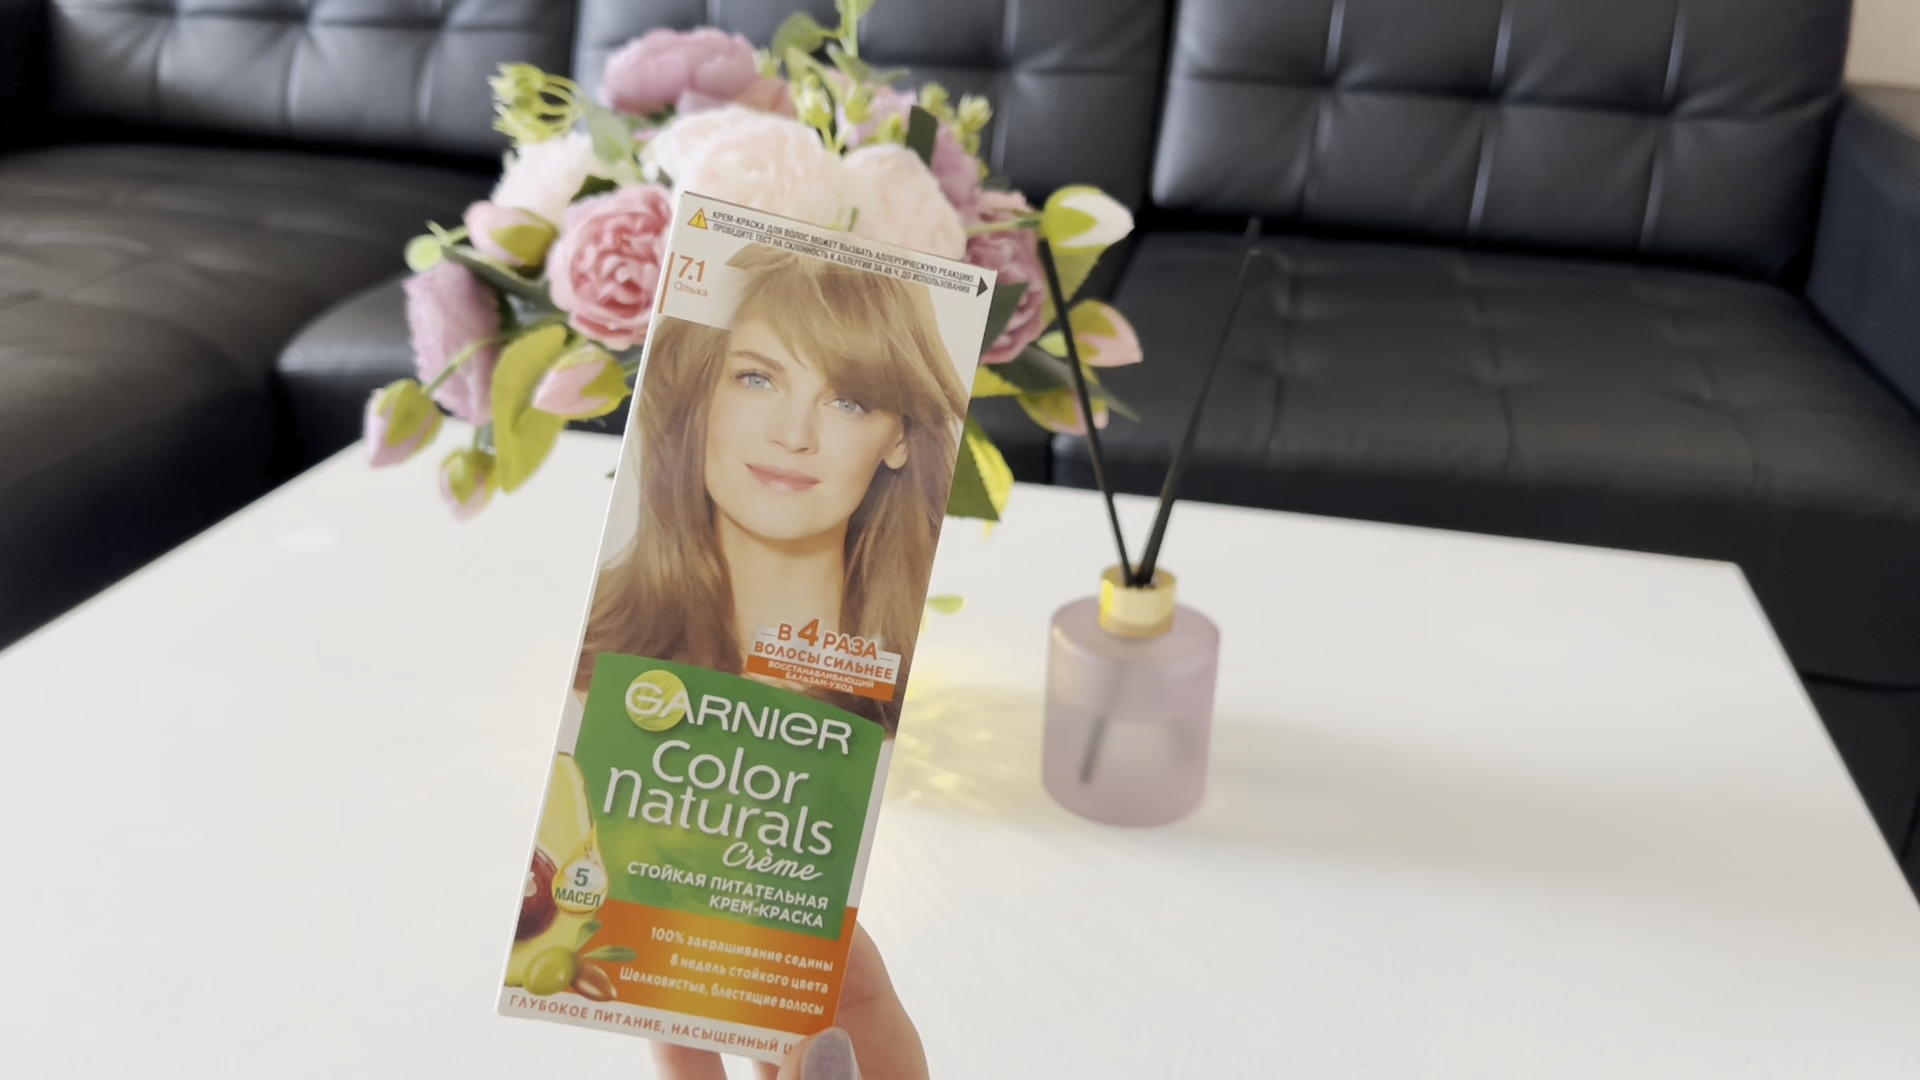 КРЕМ-КРАСКА ДЛЯ ВОЛОС МОЖЕТ ВЫЗВАТЬ АЛЛЕРГИЧЕСКУЮ РЕАКЦИЮ
ПРОВЕДИТЕ ТЕСТ НА СКЛОННОСТЬ К АЛЛЕРГИИ ЗА 48 Ч. ДО ИСПОЛЬЗОВАНИЯ
7.1
Ольха
В 4 РАЗА
ВОЛОСЫ СИЛЬНЕЕ
ВОССТАНАВЛИВАЮЩИЙ
БАЛЬЗАМ-УХОД
GARNIER
Color
naturals
Crème
СТОЙКАЯ ПИТАТЕЛЬНАЯ
КРЕМ-КРАСКА
5
МАСЕЛ
100% закрашивание седины
8 недель стойкого цвета
Шелковистые, блестящие волосы
ГЛУБОКОЕ ПИТАНИЕ, НАСЫЩЕННЫЙ